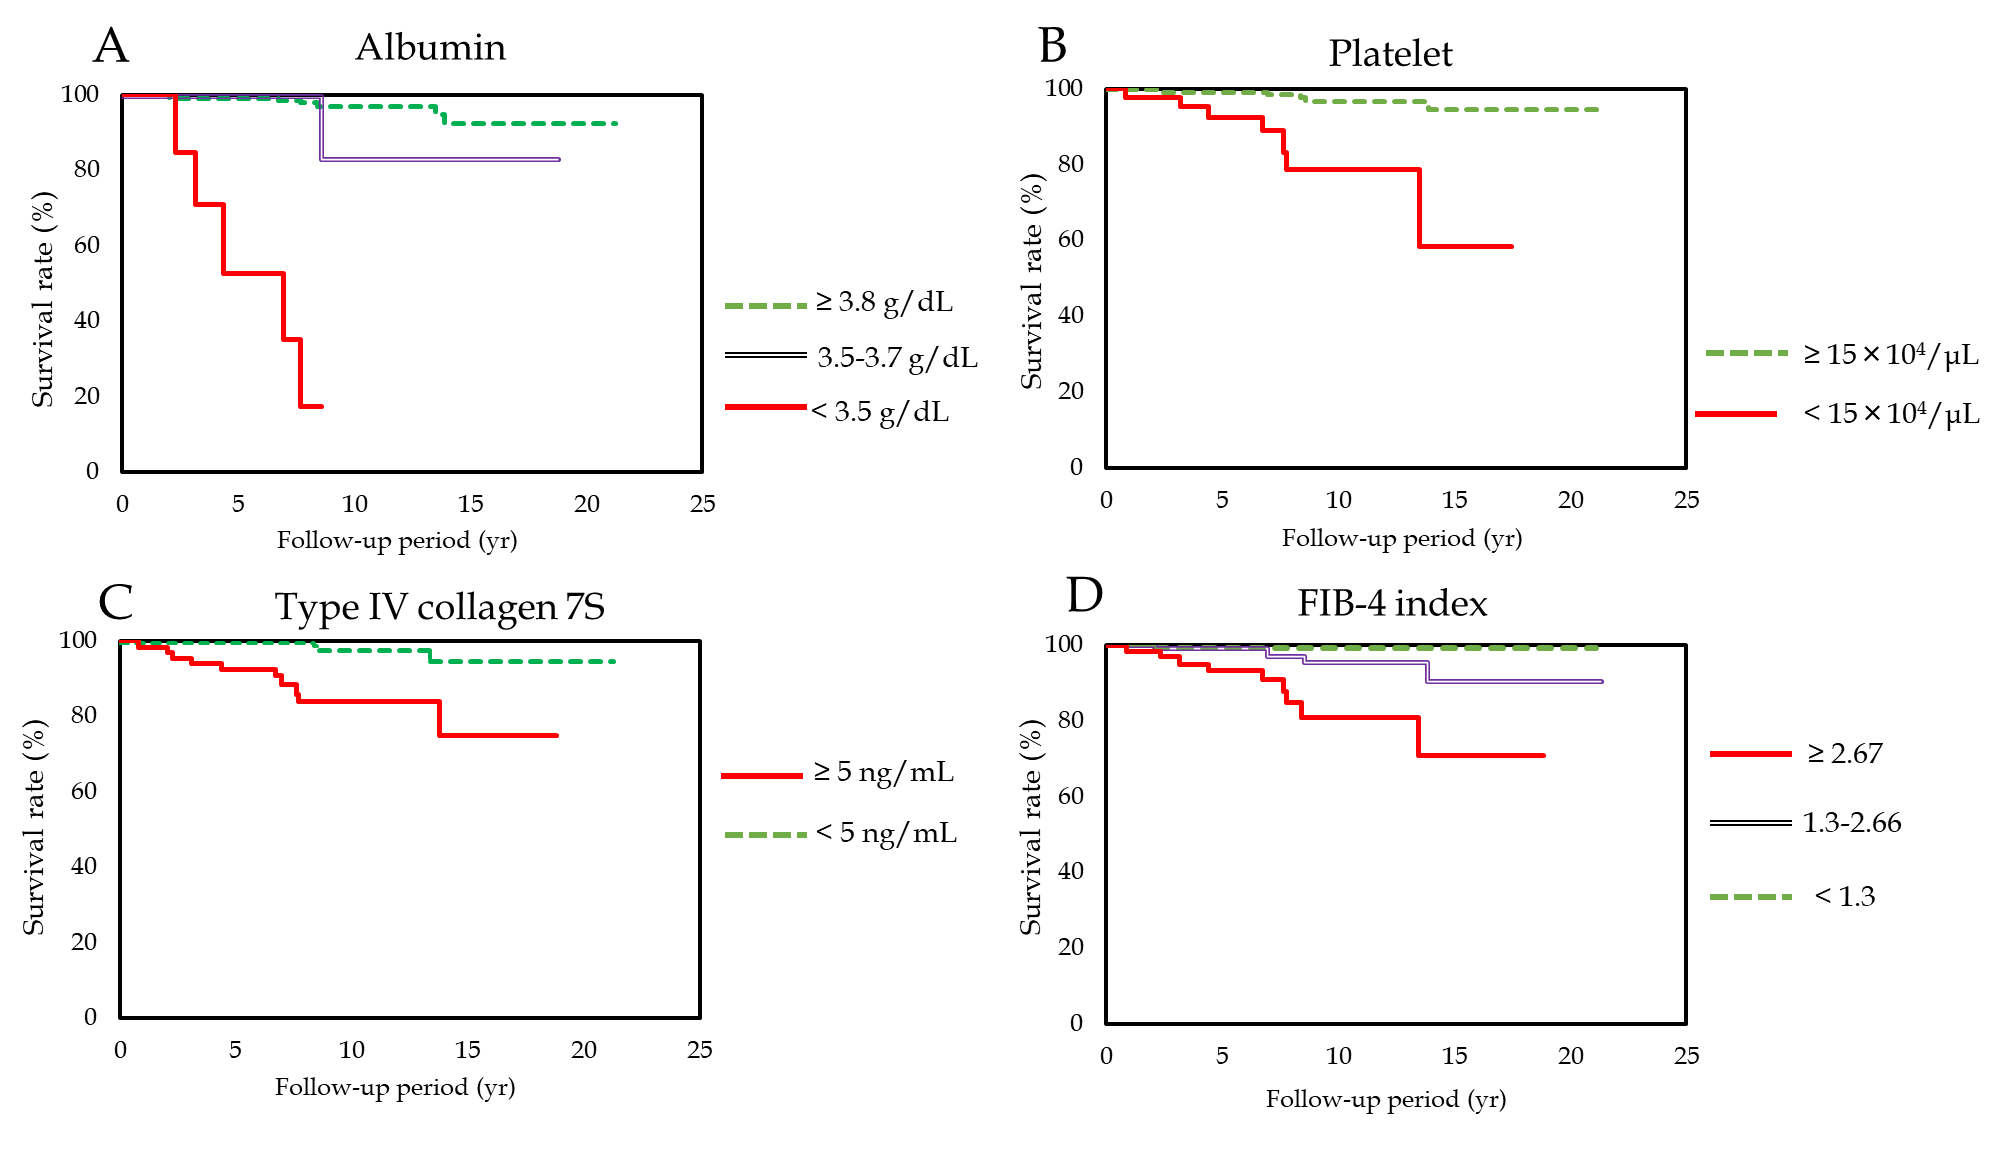 A
Albumin
100
80
60
40
20
0
Survival rate (%)
0 5 10 15 20 25
Follow-up period (yr)
≥ 3.8 g/dL
3.5-3.7 g/dL
< 3.5 g/dL
B
Platelet
100
80
60
40
20
0
Survival rate (%)
0 5 10 15 20 25
Follow-up period (yr)
≥ 15 × 10⁴/μL
< 15 × 10⁴/μL
C
Type IV collagen 7S
100
80
60
40
20
0
Survival rate (%)
0 5 10 15 20 25
Follow-up period (yr)
≥ 5 ng/mL
< 5 ng/mL
D
FIB-4 index
100
80
60
40
20
0
Survival rate (%)
0 5 10 15 20 25
Follow-up period (yr)
≥ 2.67
1.3-2.66
< 1.3